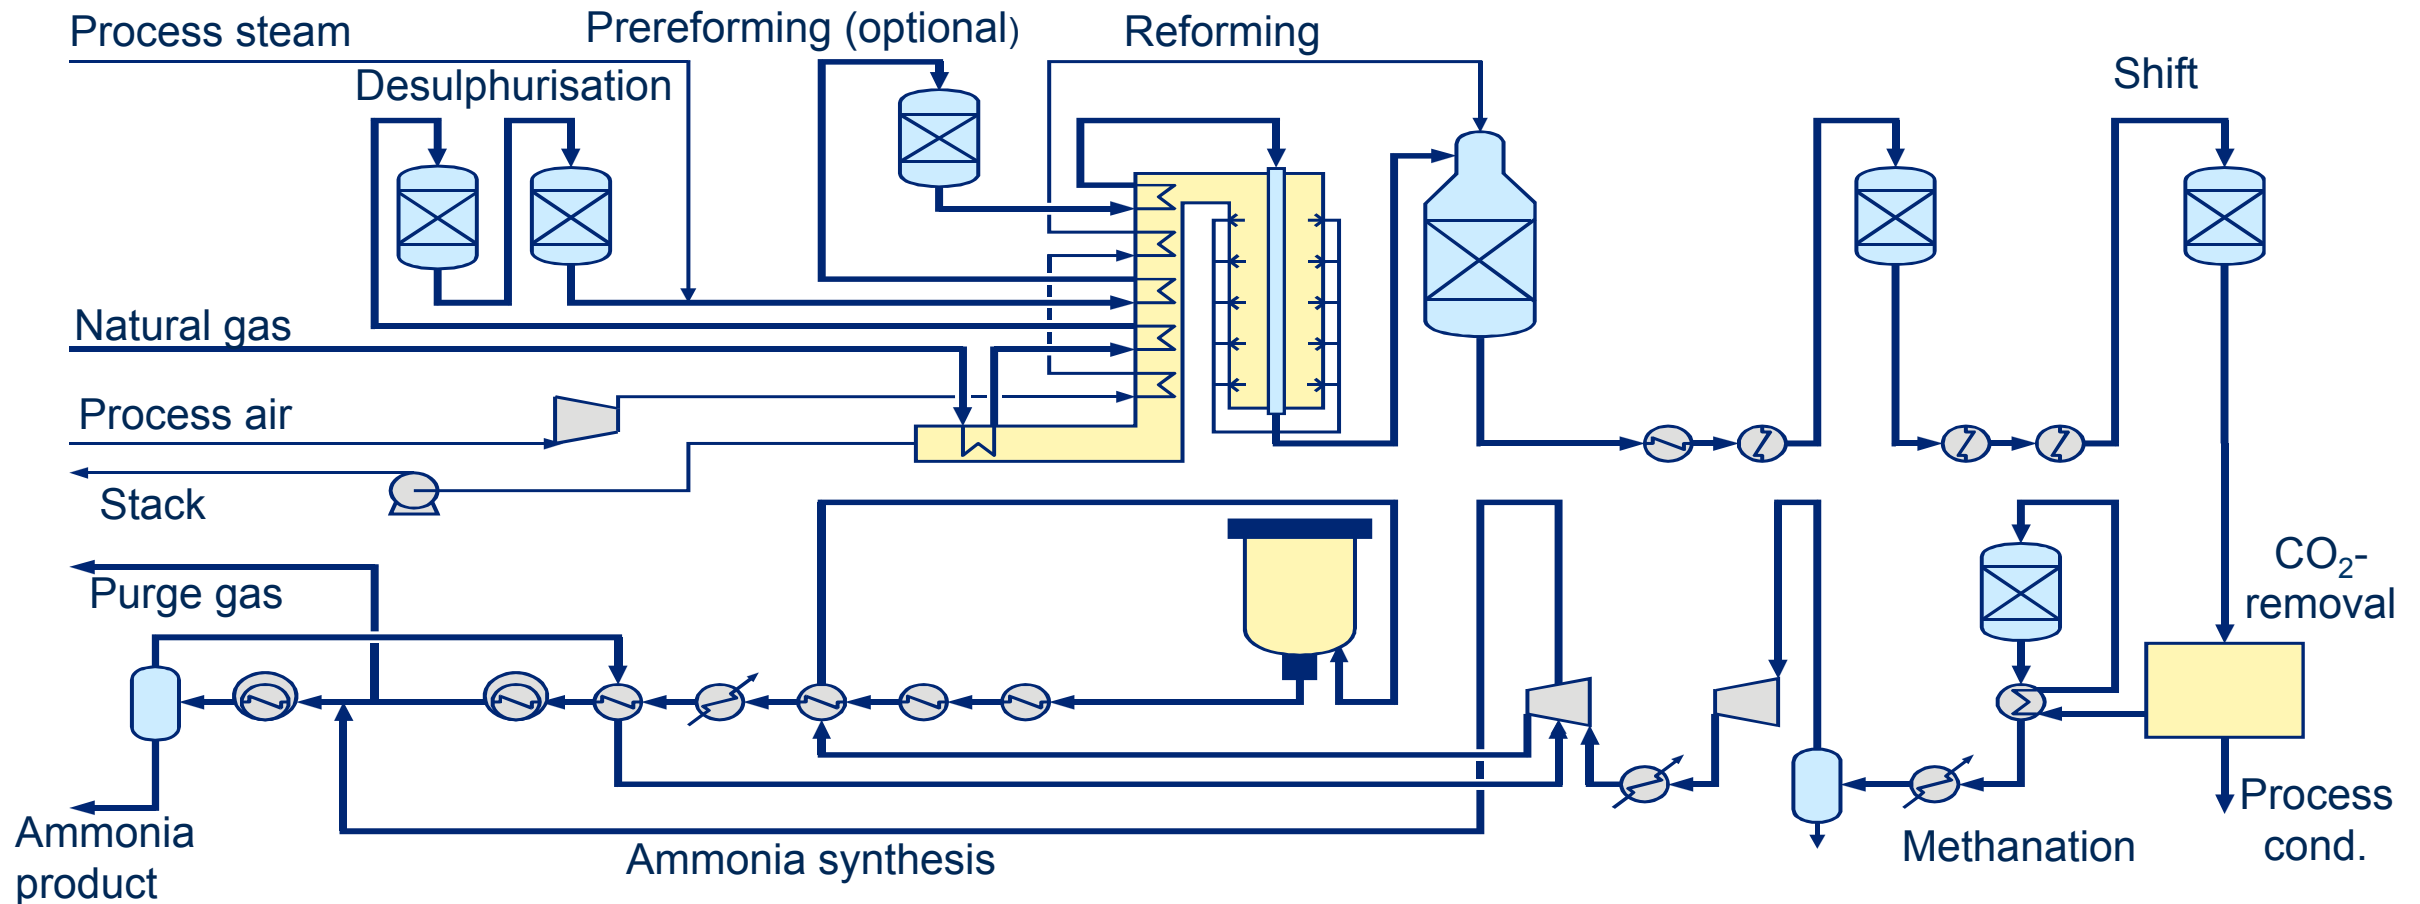 Process steam
Prereforming (optional)
Reforming
Desulphurisation
Shift
Natural gas
Process air
Stack
CO₂-
removal
Purge gas
Ammonia
product
Ammonia synthesis
Methanation
Process
cond.